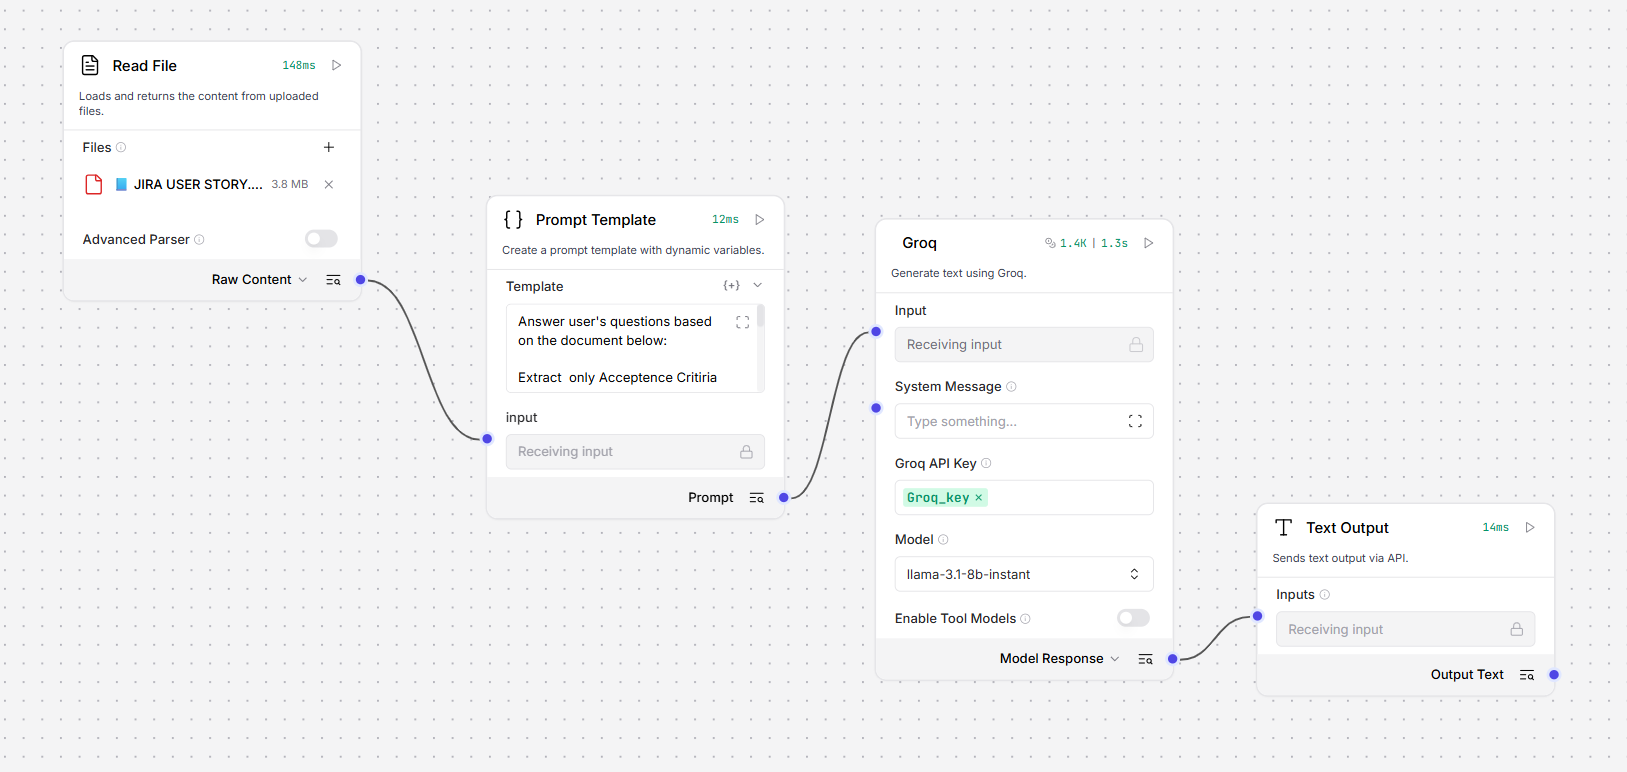 Read File
148ms
Loads and returns the content from uploaded
files.
Files
JIRA USER STORY....
3.8 MB
Advanced Parser
Raw Content
Prompt Template
12ms
Create a prompt template with dynamic variables.
Template
{+}
Answer user's questions based
on the document below:
Extract  only Acceptence Critiria
input
Receiving input
Prompt
Groq
1.4K | 1.3s
Generate text using Groq.
Input
Receiving input
System Message
Type something...
Groq API Key
Groq_key ×
Model
llama-3.1-8b-instant
Enable Tool Models
Model Response
Text Output
14ms
Sends text output via API.
Inputs
Receiving input
Output Text